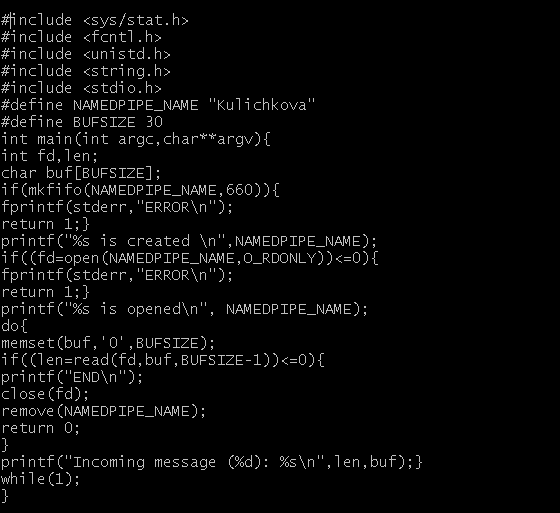 #include <sys/stat.h>
#include <fcntl.h>
#include <unistd.h>
#include <string.h>
#include <stdio.h>
#define NAMEDPIPE_NAME "Kulichkova"
#define BUFSIZE 30
int main(int argc,char**argv){
int fd,len;
char buf[BUFSIZE];
if(mkfifo(NAMEDPIPE_NAME,660)){
fprintf(stderr,"ERROR\n");
return 1;}
printf("%s is created \n",NAMEDPIPE_NAME);
if((fd=open(NAMEDPIPE_NAME,O_RDONLY))<=0){
fprintf(stderr,"ERROR\n");
return 1;}
printf("%s is opened\n", NAMEDPIPE_NAME);
do{
memset(buf,'0',BUFSIZE);
if((len=read(fd,buf,BUFSIZE-1))<=0){
printf("END\n");
close(fd);
remove(NAMEDPIPE_NAME);
return 0;
}
printf("Incoming message (%d): %s\n",len,buf);}
while(1);
}